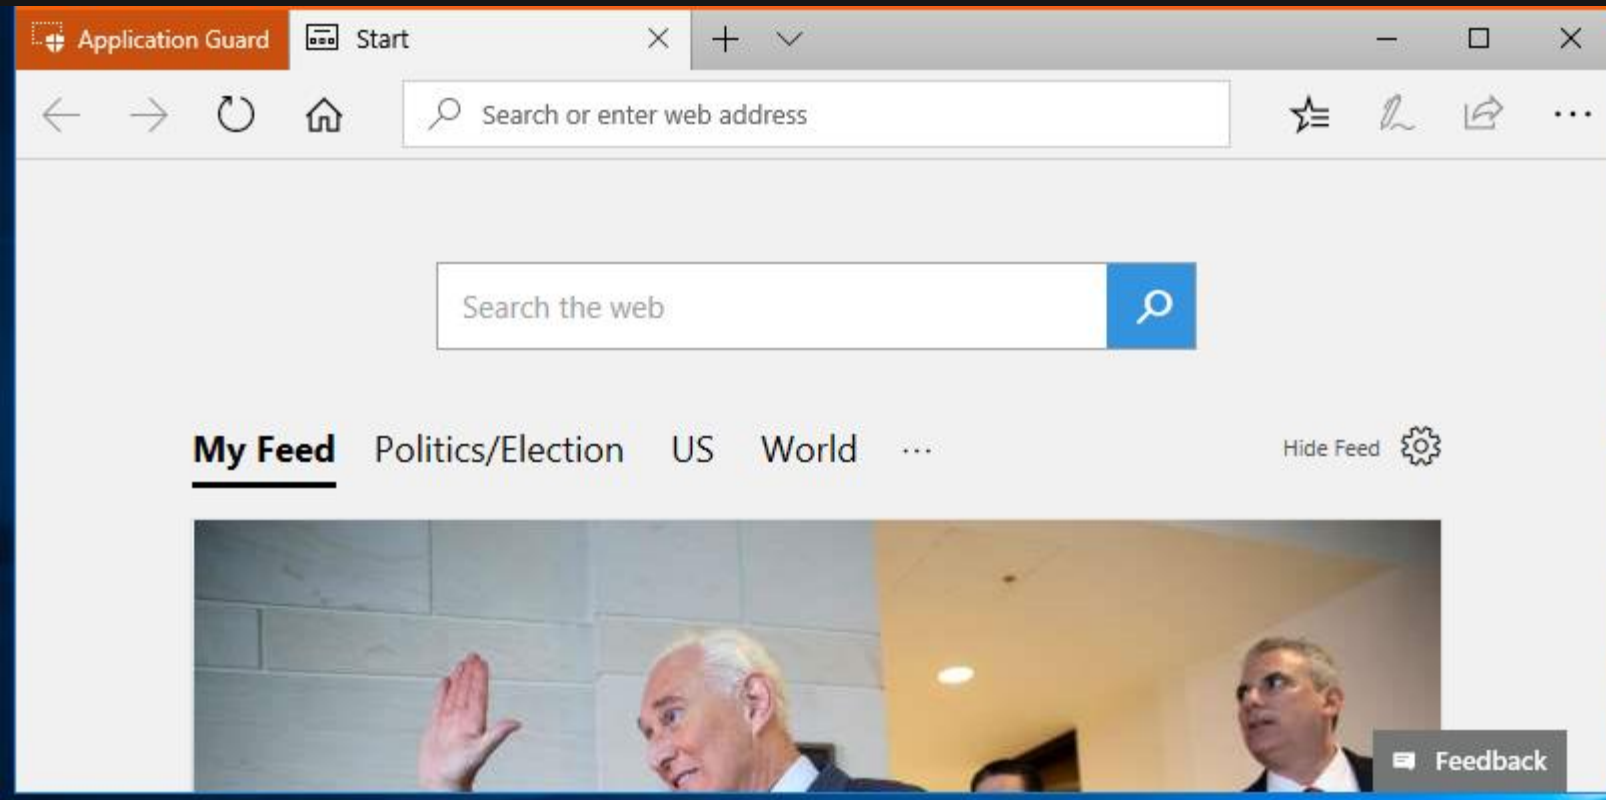 Application Guard Start
Search or enter web address
Search the web
My Feed Politics/Election US World ... Hide Feed
Feedback